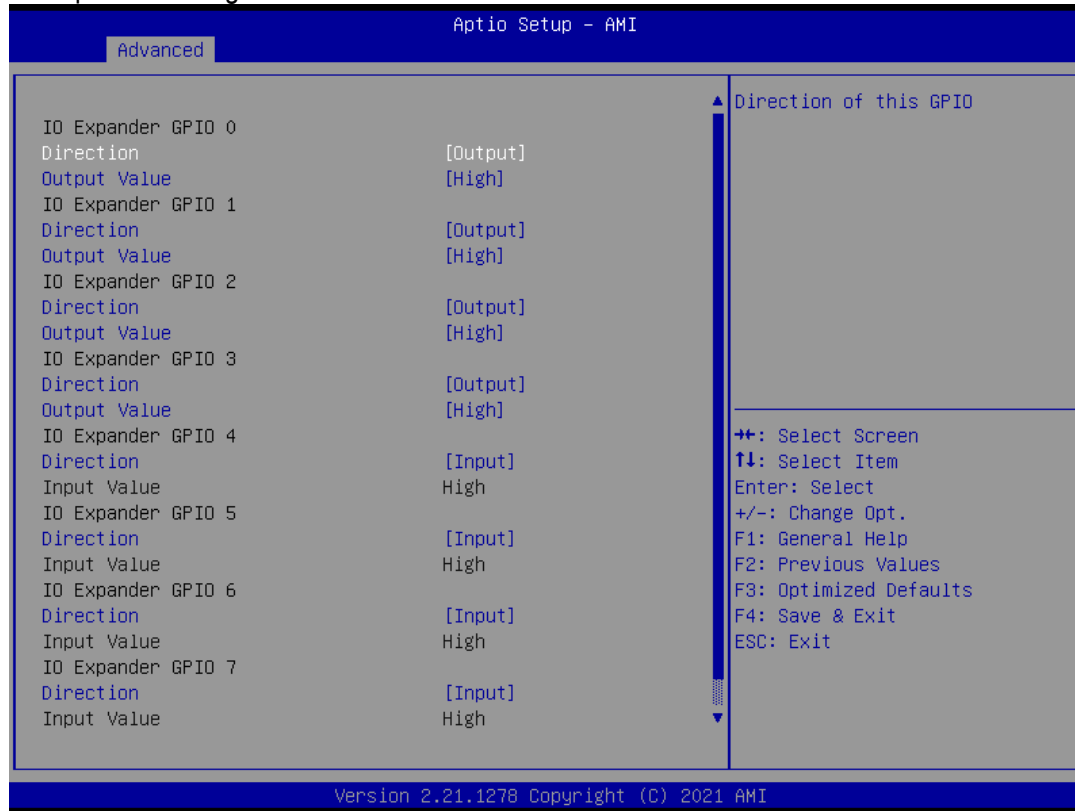 Aptio Setup – AMI
Advanced
Direction of this GPIO
IO Expander GPIO 0
Direction [Output]
Output Value [High]
IO Expander GPIO 1
Direction [Output]
Output Value [High]
IO Expander GPIO 2
Direction [Output]
Output Value [High]
IO Expander GPIO 3
Direction [Output]
Output Value [High]
IO Expander GPIO 4
Direction [Input]
Input Value High
IO Expander GPIO 5
Direction [Input]
Input Value High
IO Expander GPIO 6
Direction [Input]
Input Value High
IO Expander GPIO 7
Direction [Input]
Input Value High
→←: Select Screen
↑↓: Select Item
Enter: Select
+/-: Change Opt.
F1: General Help
F2: Previous Values
F3: Optimized Defaults
F4: Save & Exit
ESC: Exit
Version 2.21.1278 Copyright (C) 2021 AMI